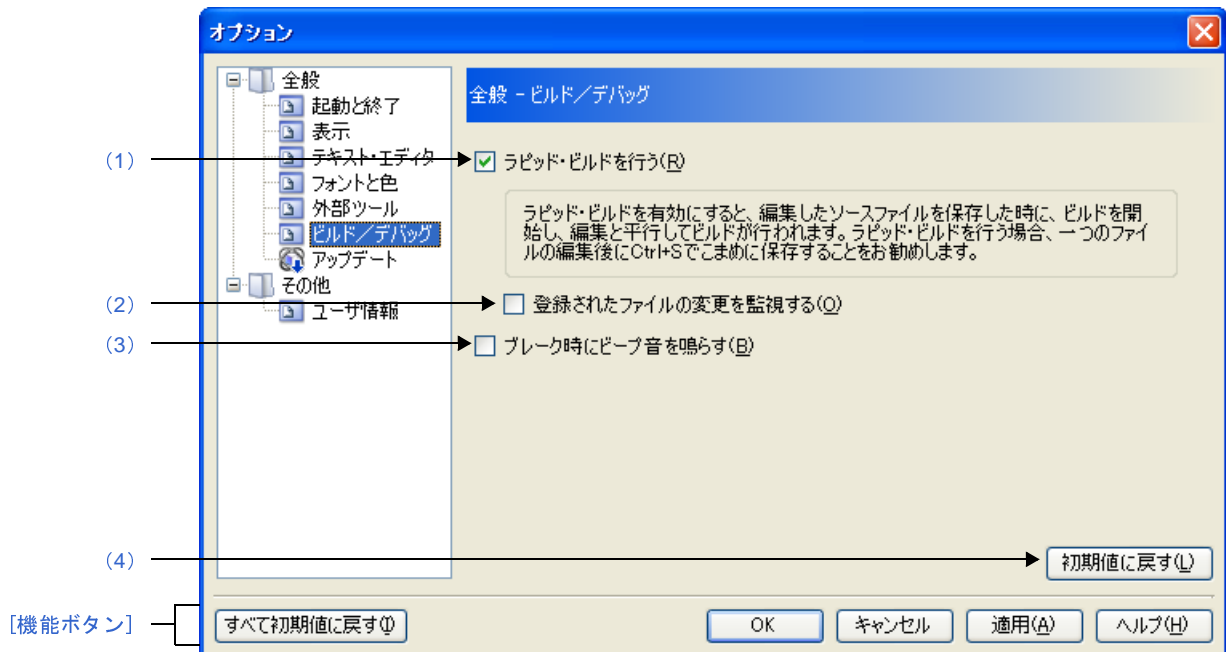 オプション
全般
起動と終了
表示
テキスト・エディタ
フォントと色
外部ツール
ビルド／デバッグ
アップデート
その他
ユーザ情報
全般 － ビルド／デバッグ
(1)
ラピッド・ビルドを行う(R)
ラピッド・ビルドを有効にすると、編集したソースファイルを保存した時に、ビルドを開
始し、編集と平行してビルドが行われます。ラピッド・ビルドを行う場合、一つのファイ
ルの編集後にCtrl+Sでこまめに保存することをお勧めします。
(2)
登録されたファイルの変更を監視する(O)
(3)
ブレーク時にビープ音を鳴らす(B)
(4)
初期値に戻す(L)
[機能ボタン]
すべて初期値に戻す(I)
OK
キャンセル
適用(A)
ヘルプ(H)